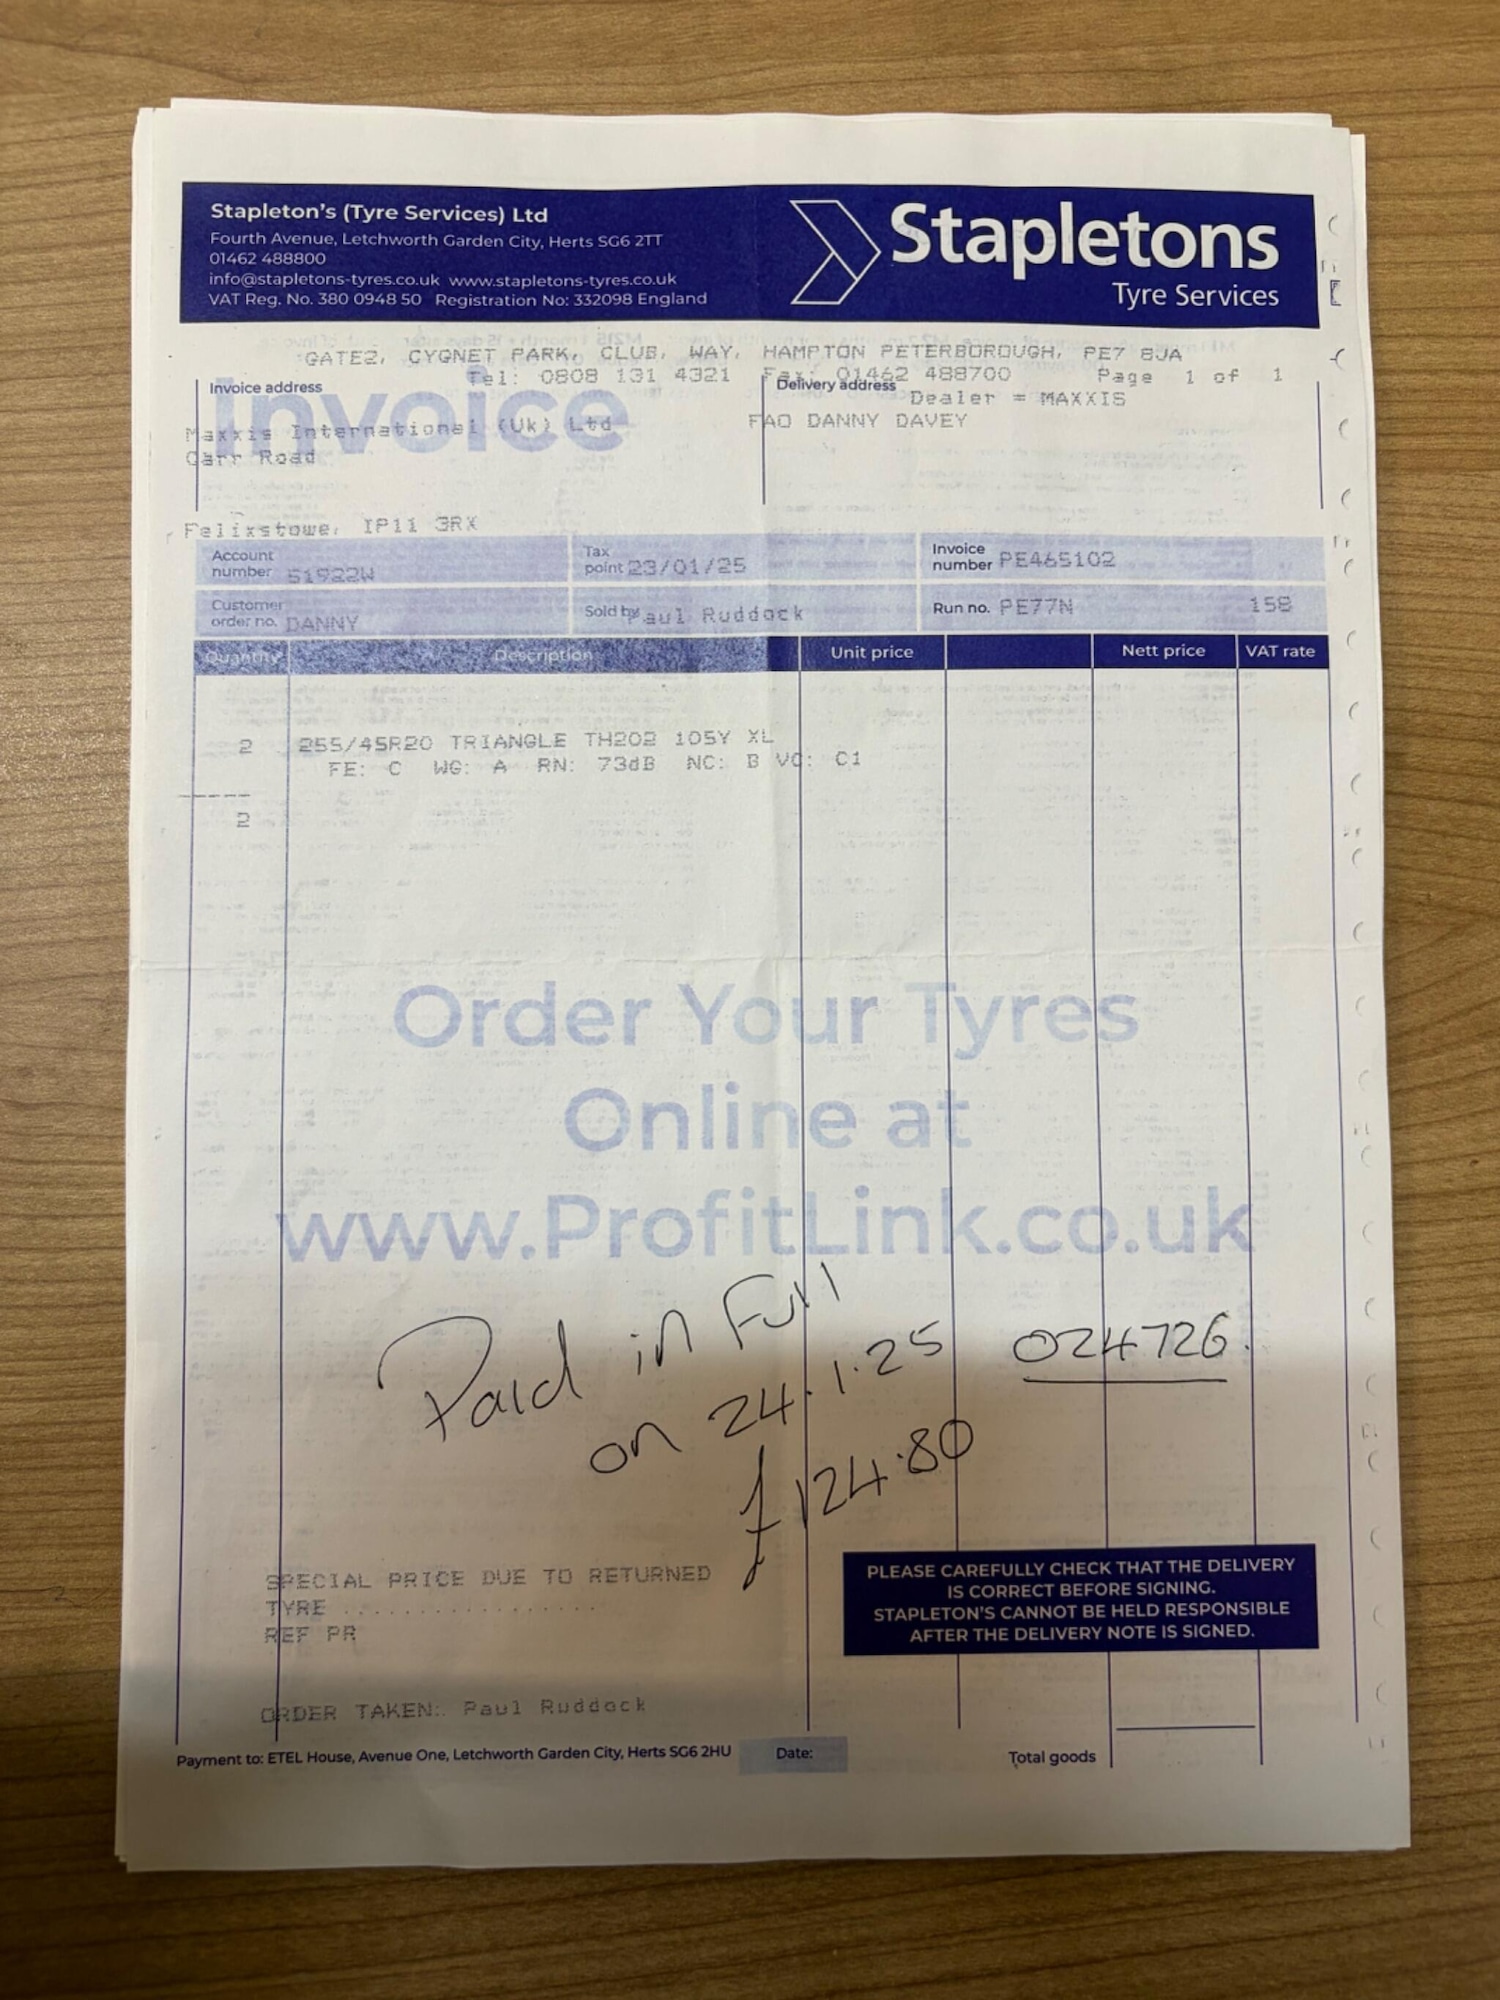 Stapleton's (Tyre Services) Ltd
Fourth Avenue, Letchworth Garden City, Herts SG6 2TT
01462 488800
info@stapletons-tyres.co.uk www.stapletons-tyres.co.uk
VAT Reg. No. 380 0948 50 Registration No: 332098 England
Stapletons
Tyre Services
GATE2, CYGNET PARK, CLUB, WAY, HAMPTON PETERBOROUGH, PE7 8JA
Tel: 0808 131 4321 Fax: 01462 488700 Page 1 of 1
Invoice address
Delivery address
Dealer = MAXXIS
Invoice
Maxxis International (Uk) Ltd
FAO DANNY DAVEY
Carr Road
Felixstowe, IP11 3RX
Account number 51922W
Tax point 23/01/25
Invoice number PE465102
Customer order no. DANNY
Sold by Paul Ruddock
Run no. PE77N 158
Quantity Description Unit price Nett price VAT rate
2 255/45R20 TRIANGLE TH202 105Y XL
FE: C WG: A RN: 73dB NC: B VC: C1
2
Order Your Tyres
Online at
www.ProfitLink.co.uk
Paid in Full
on 24.1.25 024726.
£124.80
SPECIAL PRICE DUE TO RETURNED
TYRE .................
REF PR
PLEASE CAREFULLY CHECK THAT THE DELIVERY
IS CORRECT BEFORE SIGNING.
STAPLETON'S CANNOT BE HELD RESPONSIBLE
AFTER THE DELIVERY NOTE IS SIGNED.
ORDER TAKEN: Paul Ruddock
Payment to: ETEL House, Avenue One, Letchworth Garden City, Herts SG6 2HU Date: Total goods